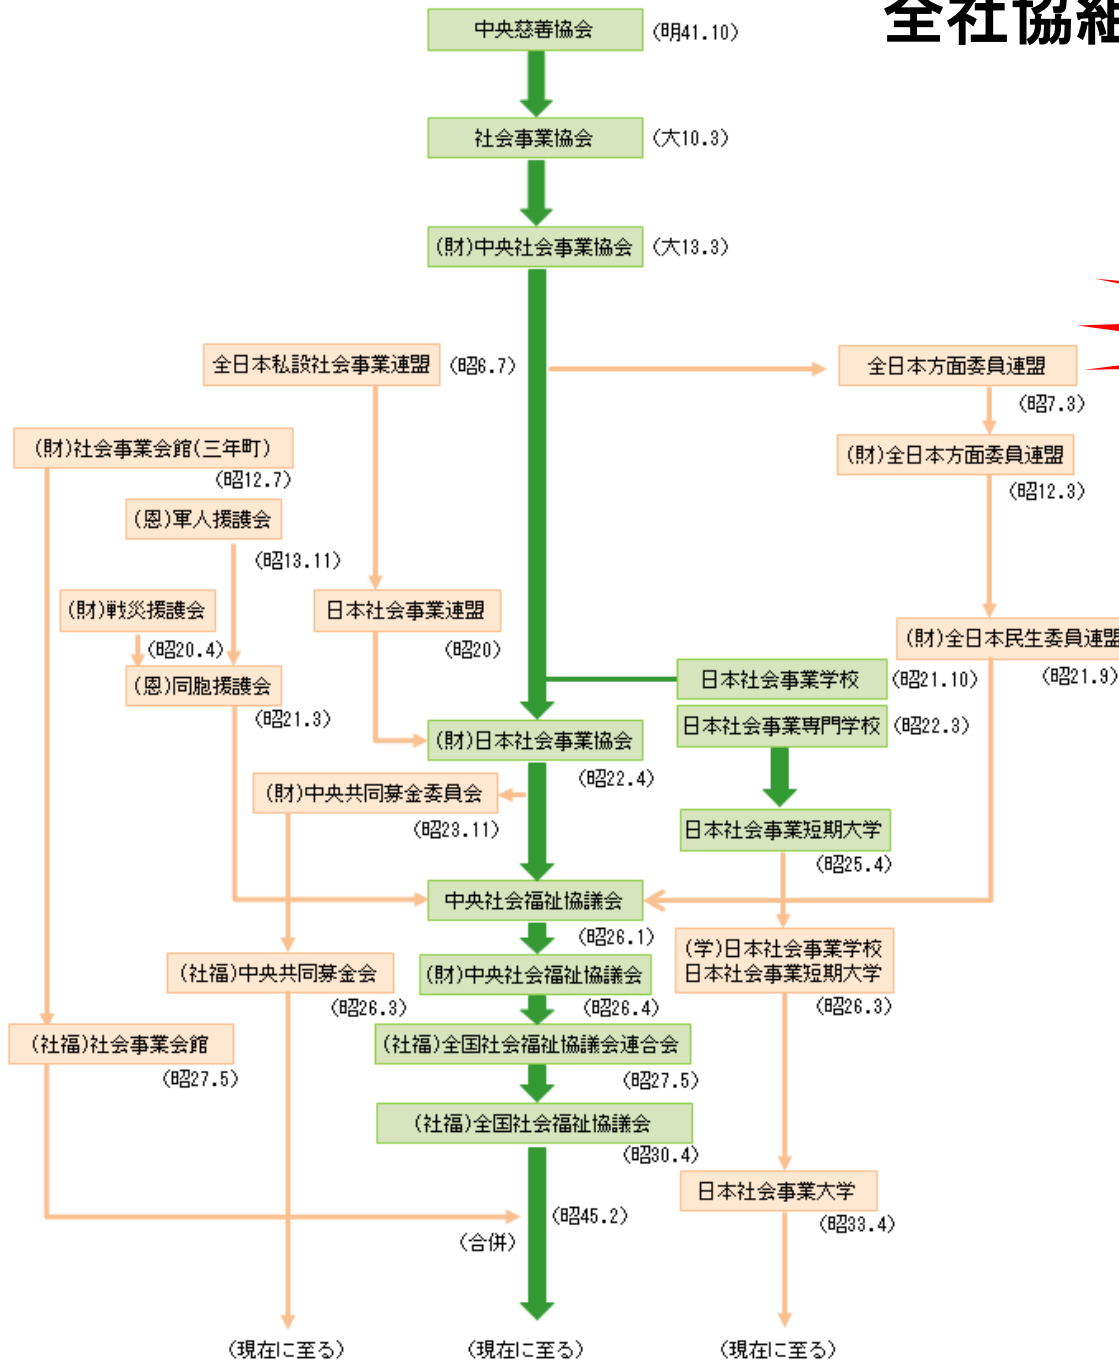 全社協組
中央慈善協会 (明41.10)
社会事業協会 (大10.3)
(財)中央社会事業協会 (大13.3)
全日本私設社会事業連盟 (昭6.7)
全日本方面委員連盟
(昭7.3)
(財)社会事業会館(三年町)
(昭12.7)
(財)全日本方面委員連盟
(昭12.3)
(恩)軍人援護会
(昭13.11)
(財)戦災援護会
(昭20.4)
日本社会事業連盟
(昭20)
(財)全日本民生委員連盟
(昭21.9)
(恩)同胞援護会
(昭21.3)
日本社会事業学校 (昭21.10)
日本社会事業専門学校 (昭22.3)
(財)日本社会事業協会
(昭22.4)
(財)中央共同募金委員会
(昭23.11)
日本社会事業短期大学
(昭25.4)
中央社会福祉協議会
(昭26.1)
(学)日本社会事業学校
日本社会事業短期大学
(昭26.3)
(社福)中央共同募金会
(昭26.3)
(財)中央社会福祉協議会
(昭26.4)
(社福)社会事業会館
(昭27.5)
(社福)全国社会福祉協議会連合会
(昭27.5)
(社福)全国社会福祉協議会
(昭30.4)
日本社会事業大学
(昭33.4)
(昭45.2)
(合併)
(現在に至る) (現在に至る) (現在に至る)